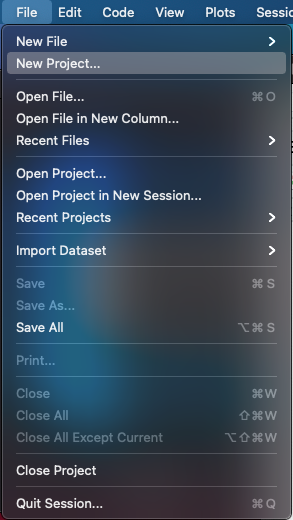 File Edit Code View Plots Sessio
New File
New Project...
Open File... ⌘O
Open File in New Column...
Recent Files
Open Project...
Open Project in New Session...
Recent Projects
Import Dataset
Save ⌘S
Save As...
Save All ⌥⌘S
Print...
Close ⌘W
Close All ⇧⌘W
Close All Except Current ⌥⇧⌘W
Close Project
Quit Session... ⌘Q